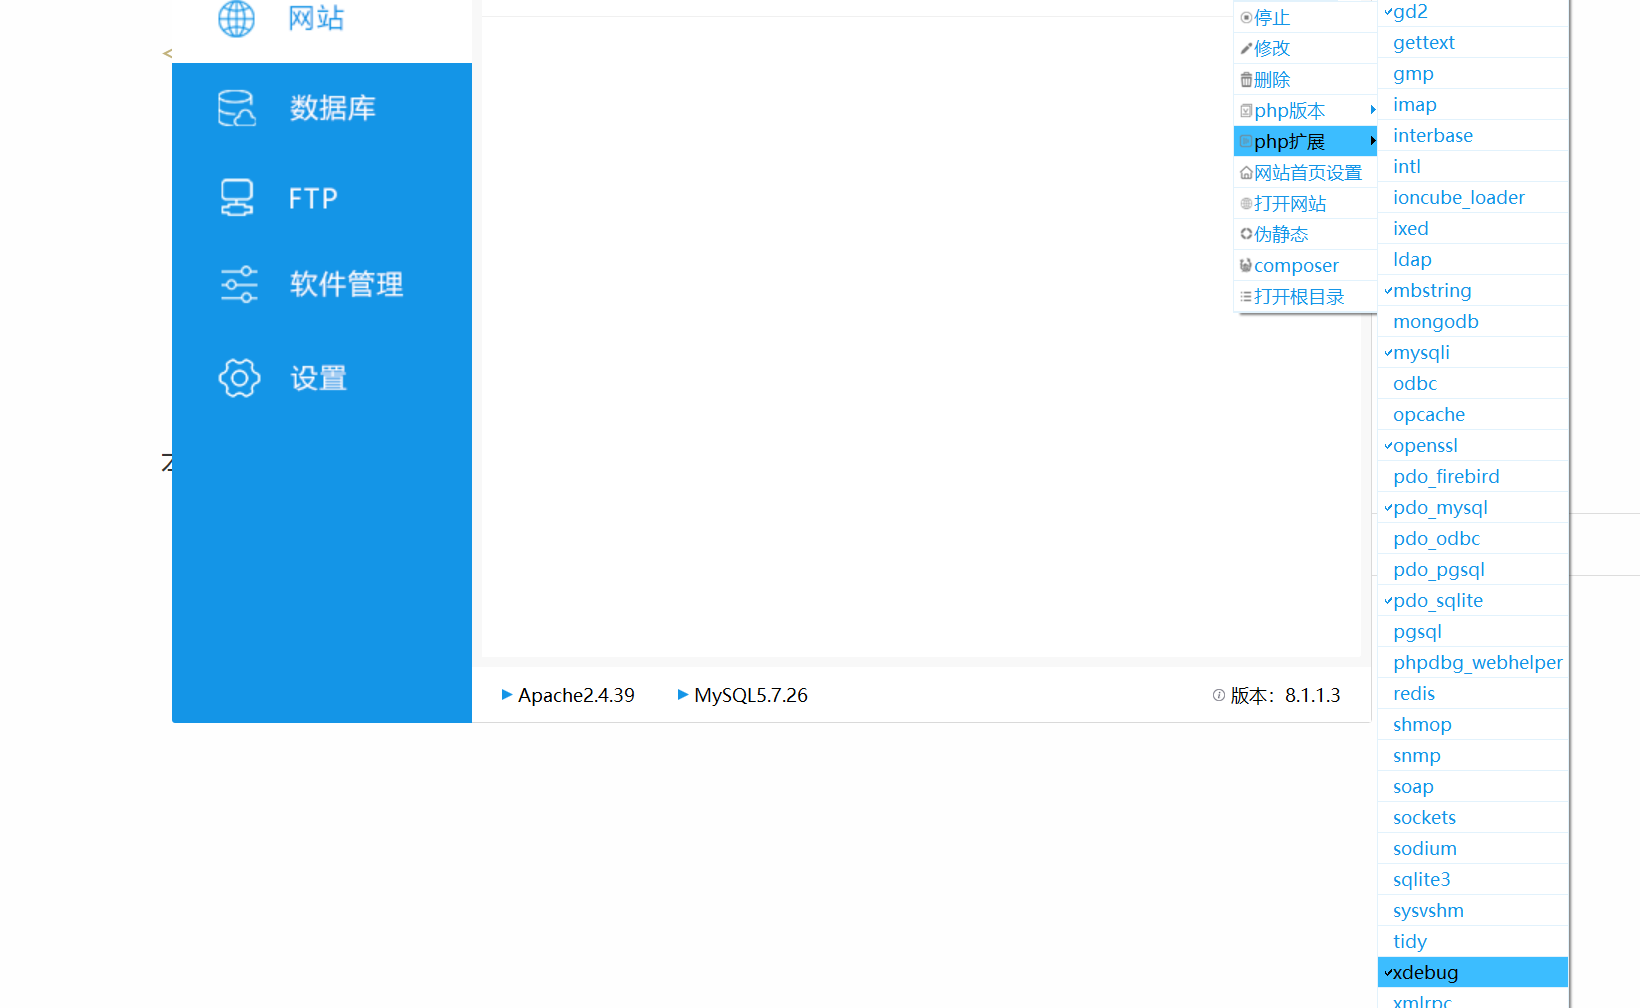 网站
数据库
FTP
软件管理
设置
停止
修改
删除
php版本
php扩展
网站首页设置
打开网站
伪静态
composer
打开根目录
gd2
gettext
gmp
imap
interbase
intl
ioncube_loader
ixed
ldap
mbstring
mongodb
mysqli
odbc
opcache
openssl
pdo_firebird
pdo_mysql
pdo_odbc
pdo_pgsql
pdo_sqlite
pgsql
phpdbg_webhelper
redis
shmop
snmp
soap
sockets
sodium
sqlite3
sysvshm
tidy
xdebug
xmlrpc
Apache2.4.39 MySQL5.7.26 版本：8.1.1.3